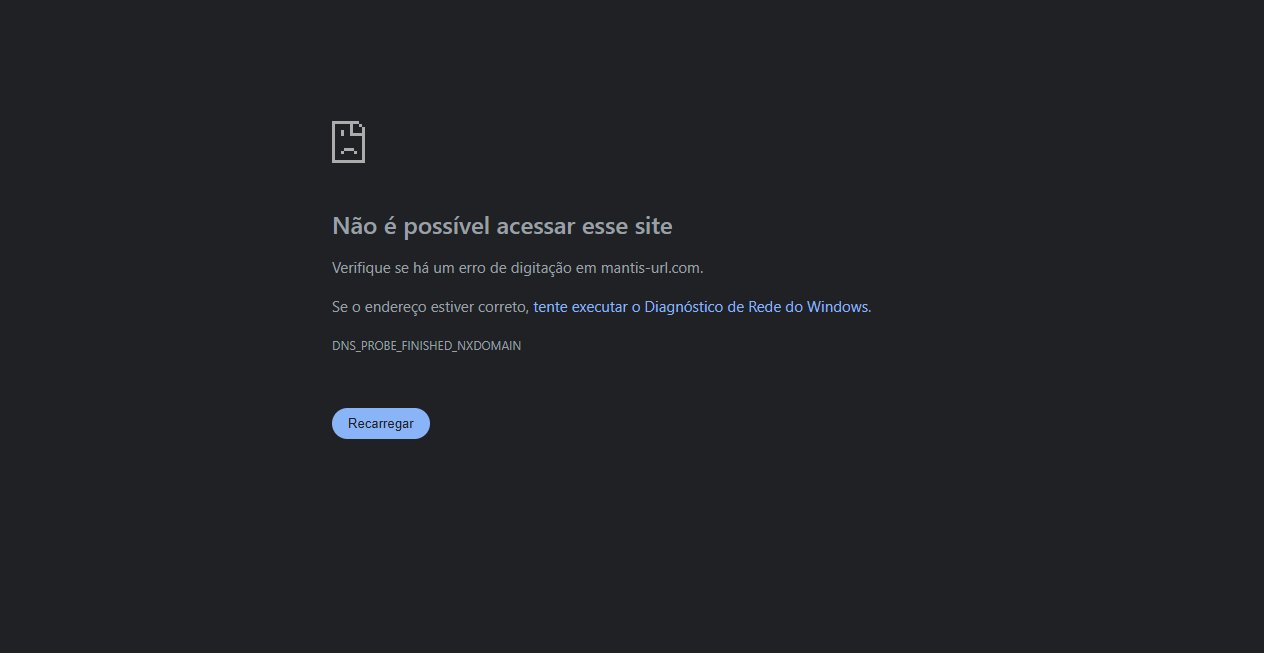 Não é possível acessar esse site
Verifique se há um erro de digitação em mantis-url.com.
Se o endereço estiver correto, tente executar o Diagnóstico de Rede do Windows.
DNS_PROBE_FINISHED_NXDOMAIN
Recarregar